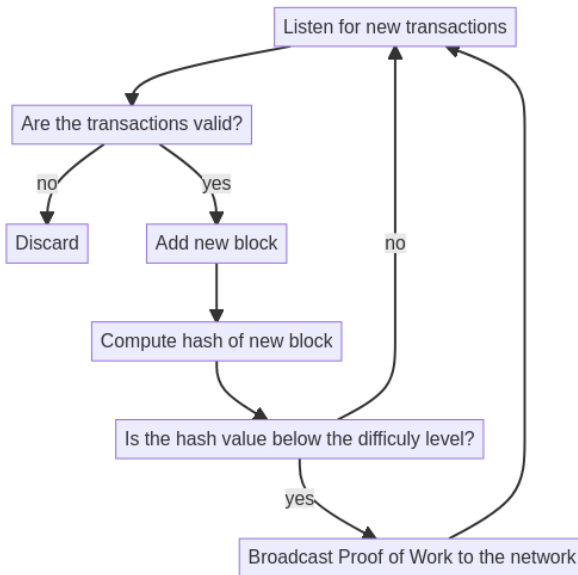 Listen for new transactions
Are the transactions valid?
no
yes
Discard
Add new block
no
Compute hash of new block
Is the hash value below the difficuly level?
yes
Broadcast Proof of Work to the network